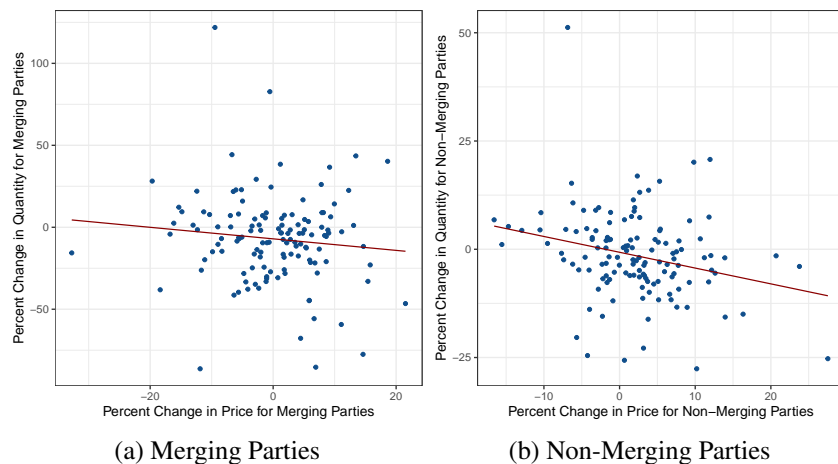 Percent Change in Quantity for Merging Parties
100
50
0
−50
−20
0
20
Percent Change in Price for Merging Parties
(a) Merging Parties
Percent Change in Quantity for Non−Merging Parties
50
25
0
−25
−10
0
10
20
Percent Change in Price for Non−Merging Parties
(b) Non-Merging Parties